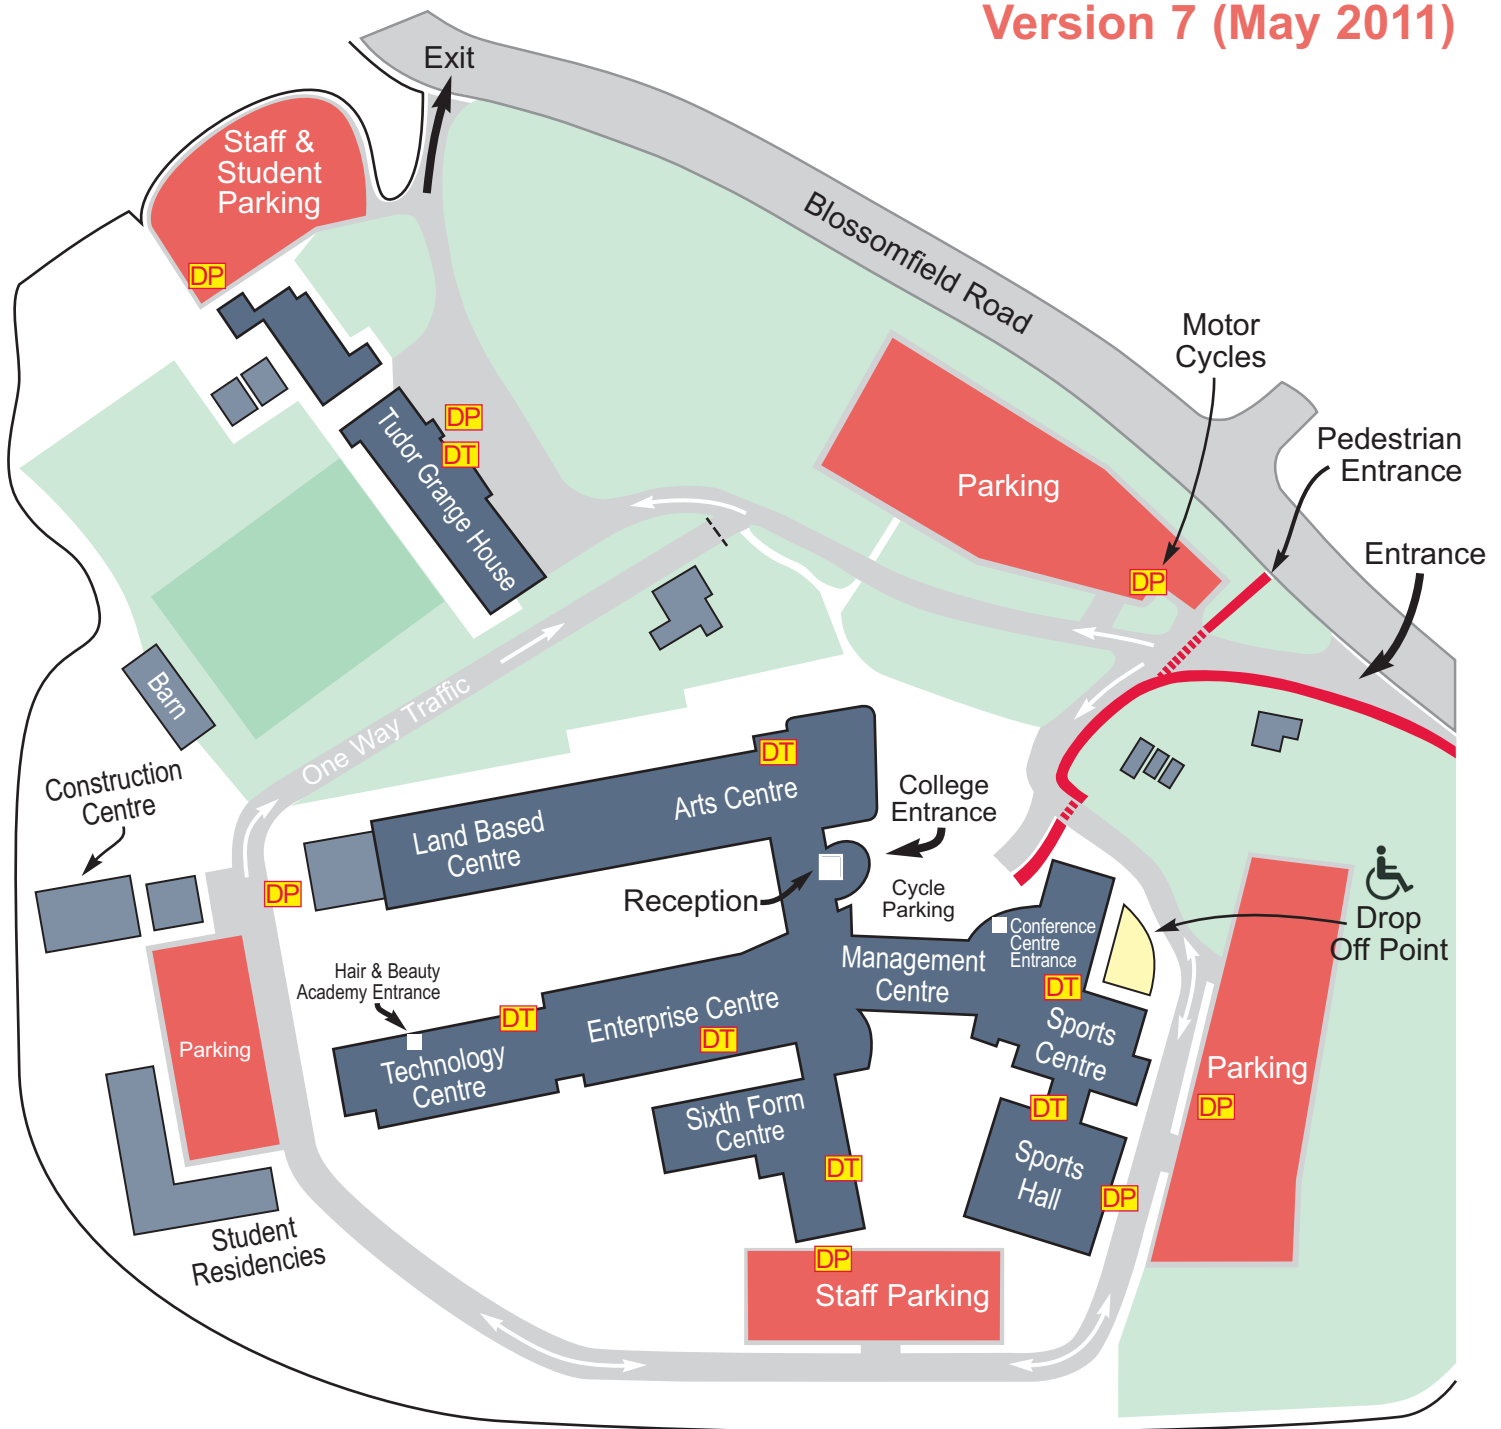 Version 7 (May 2011)
Exit
Staff &
Student
Parking
DP
Blossomfield Road
Motor
Cycles
Pedestrian
Entrance
Entrance
DP
DT
Tudor Grange House
Parking
DP
Barn
One Way Traffic
Construction
Centre
DT
Arts Centre
Land Based
Centre
College
Entrance
DP
Reception
Cycle
Parking
Drop
Off Point
Conference
Centre
Entrance
Management
Centre
Hair & Beauty
Academy Entrance
DT
DT
Enterprise Centre
DT
Sports
Centre
Parking
Technology
Centre
Parking
DP
DT
Sixth Form
Centre
DT
Sports
Hall
DP
Student
Residencies
DP
Staff Parking